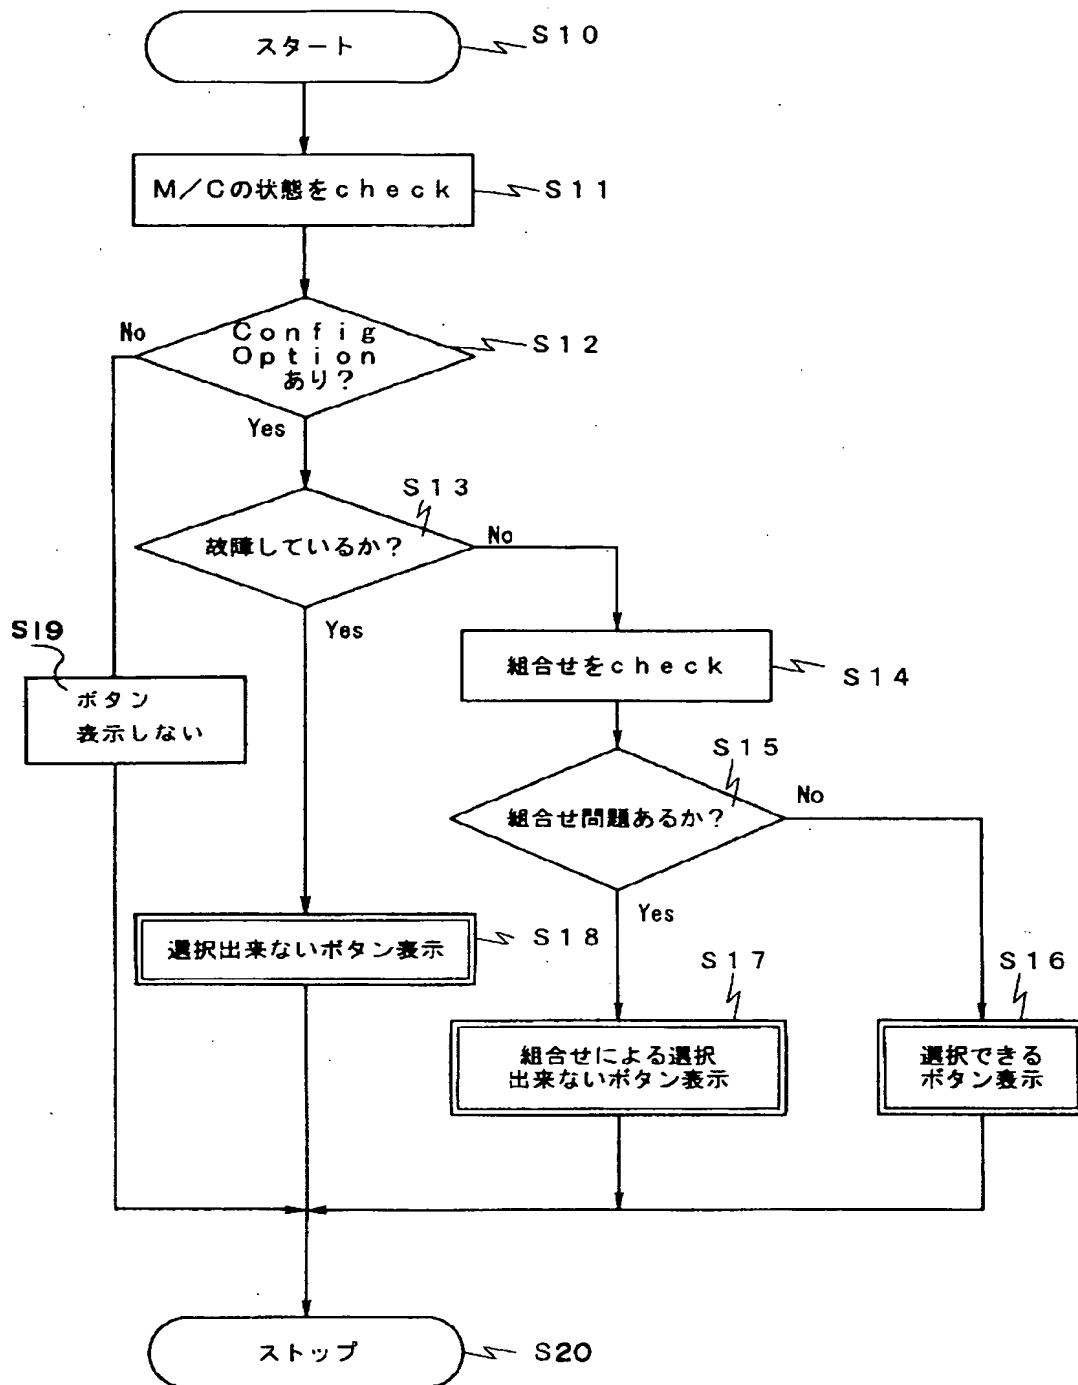 スタート
S10
M/Cの状態をcheck
S11
Config
Option
あり?
S12
No
Yes
S13
故障しているか?
No
Yes
S19
ボタン
表示しない
組合せをcheck
S14
S15
組合せ問題あるか?
No
Yes
選択出来ないボタン表示
S18
S17
組合せによる選択
出来ないボタン表示
S16
選択できる
ボタン表示
ストップ
S20